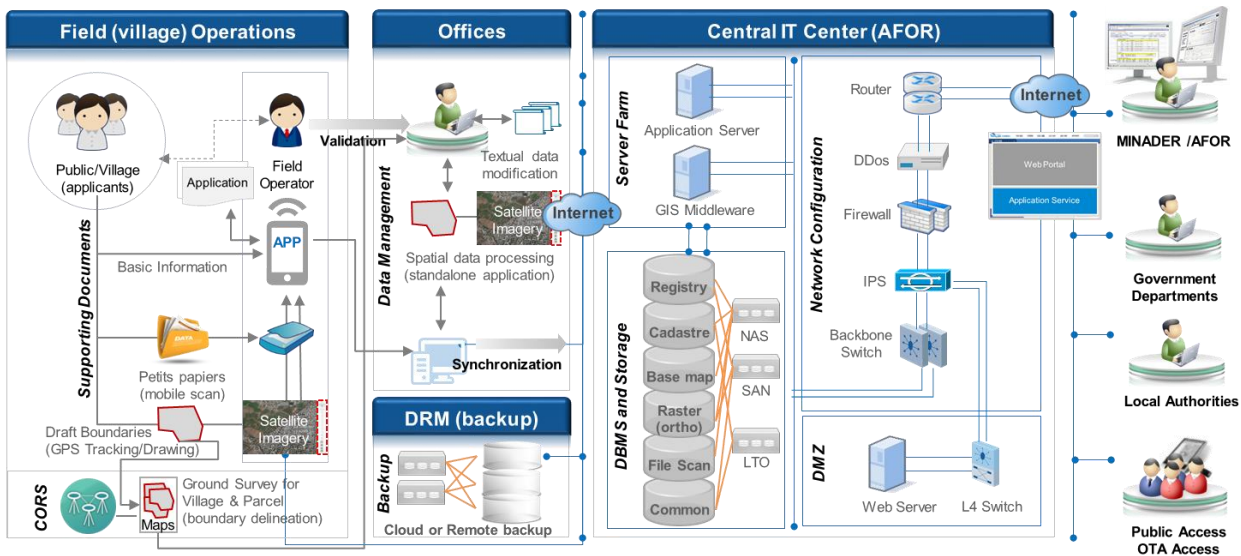 Field (village) Operations
Public/Village
(applicants)
Field
Operator
Application
APP
Basic Information
Supporting Documents
DATA
Petits papiers
(mobile scan)
Satellite
Imagery
Draft Boundaries
(GPS Tracking/Drawing)
CORS
Maps
Ground Survey for
Village & Parcel
(boundary delineation)
Offices
Validation
Data Management
Textual data
modification
Satellite
Imagery
Internet
Spatial data processing
(standalone application)
Synchronization
DRM (backup)
Backup
Cloud or Remote backup
Central IT Center (AFOR)
Server Farm
Application Server
GIS Middleware
DBMS and Storage
Registry
Cadastre
Base map
Raster
(ortho)
File Scan
Common
NAS
SAN
LTO
Network Configuration
Router
DDos
Firewall
IPS
Backbone
Switch
DMZ
Web Server
L4 Switch
Internet
Web Portal
Application Service
MINADER /AFOR
Government
Departments
Local Authorities
Public Access
OTA Access